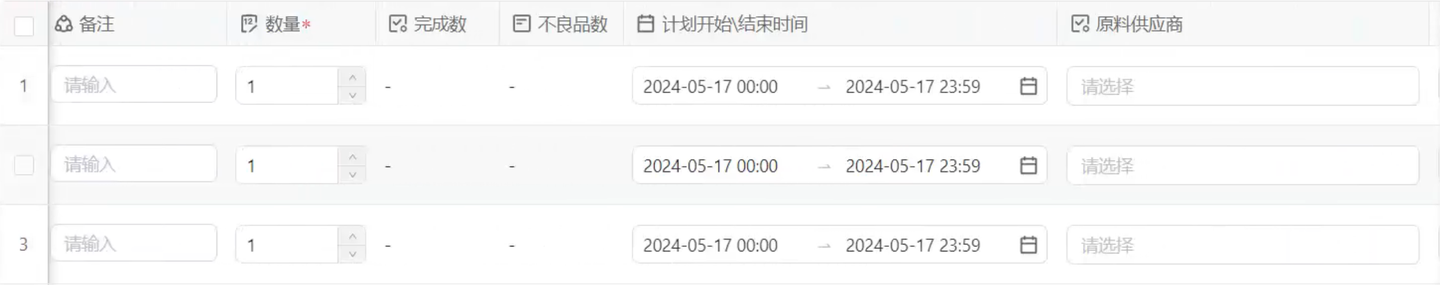 备注 数量* 完成数 不良品数 计划开始\结束时间 原料供应商
1 请输入 1 - - 2024-05-17 00:00 → 2024-05-17 23:59 请选择
请输入 1 - - 2024-05-17 00:00 → 2024-05-17 23:59 请选择
3 请输入 1 - - 2024-05-17 00:00 → 2024-05-17 23:59 请选择